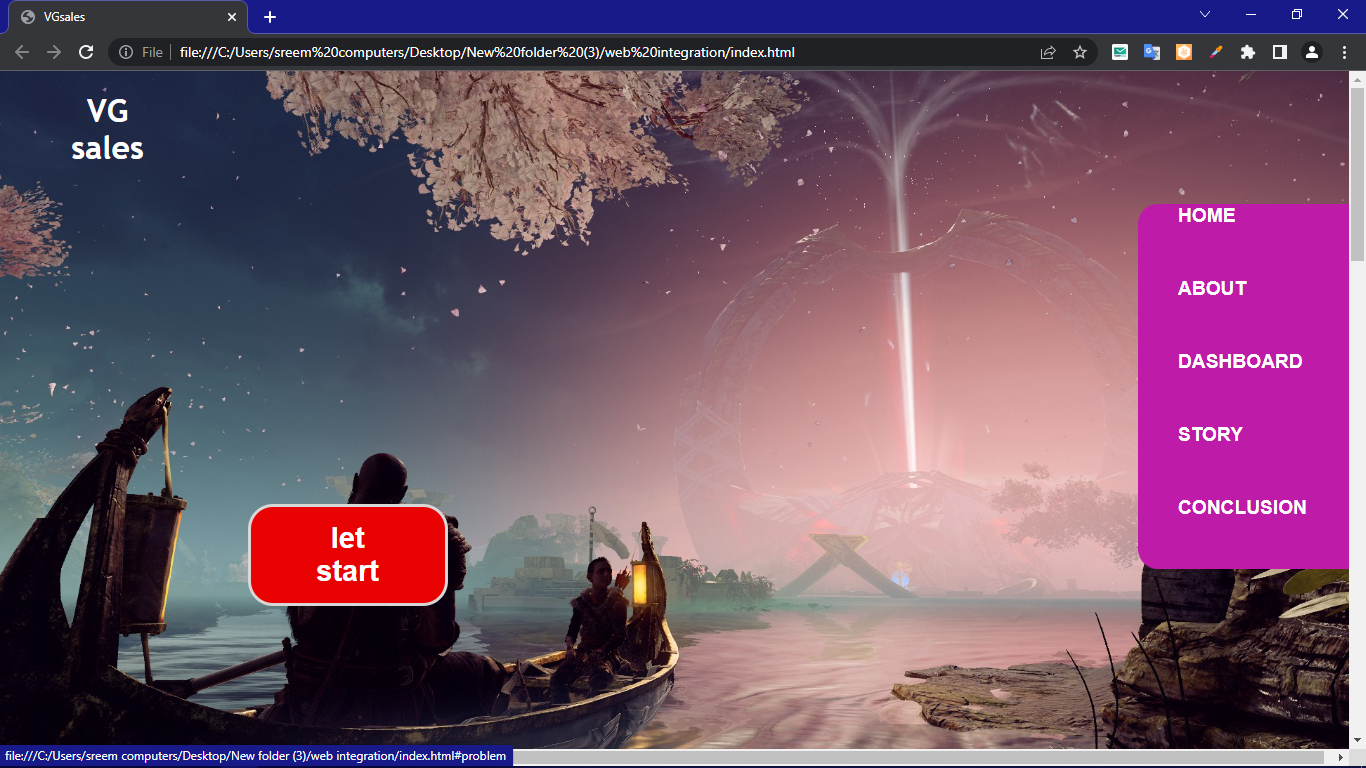 VGsales
File
file:///C:/Users/sreem%20computers/Desktop/New%20folder%20(3)/web%20integration/index.html
VG
sales
HOME
ABOUT
DASHBOARD
STORY
CONCLUSION
let
start
file:///C:/Users/sreem computers/Desktop/New folder (3)/web integration/index.html#problem